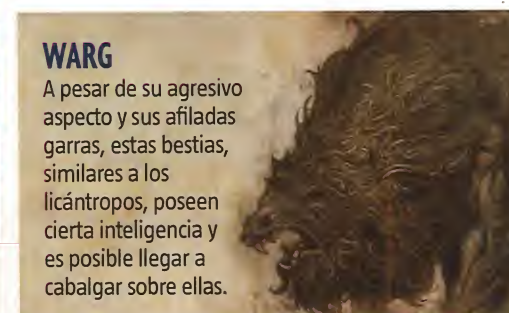 WARG
A pesar de su agresivo
aspecto y sus afiladas
garras, estas bestias,
similares a los
licántropos, poseen
cierta inteligencia y
es posible llegar a
cabalgar sobre ellas.